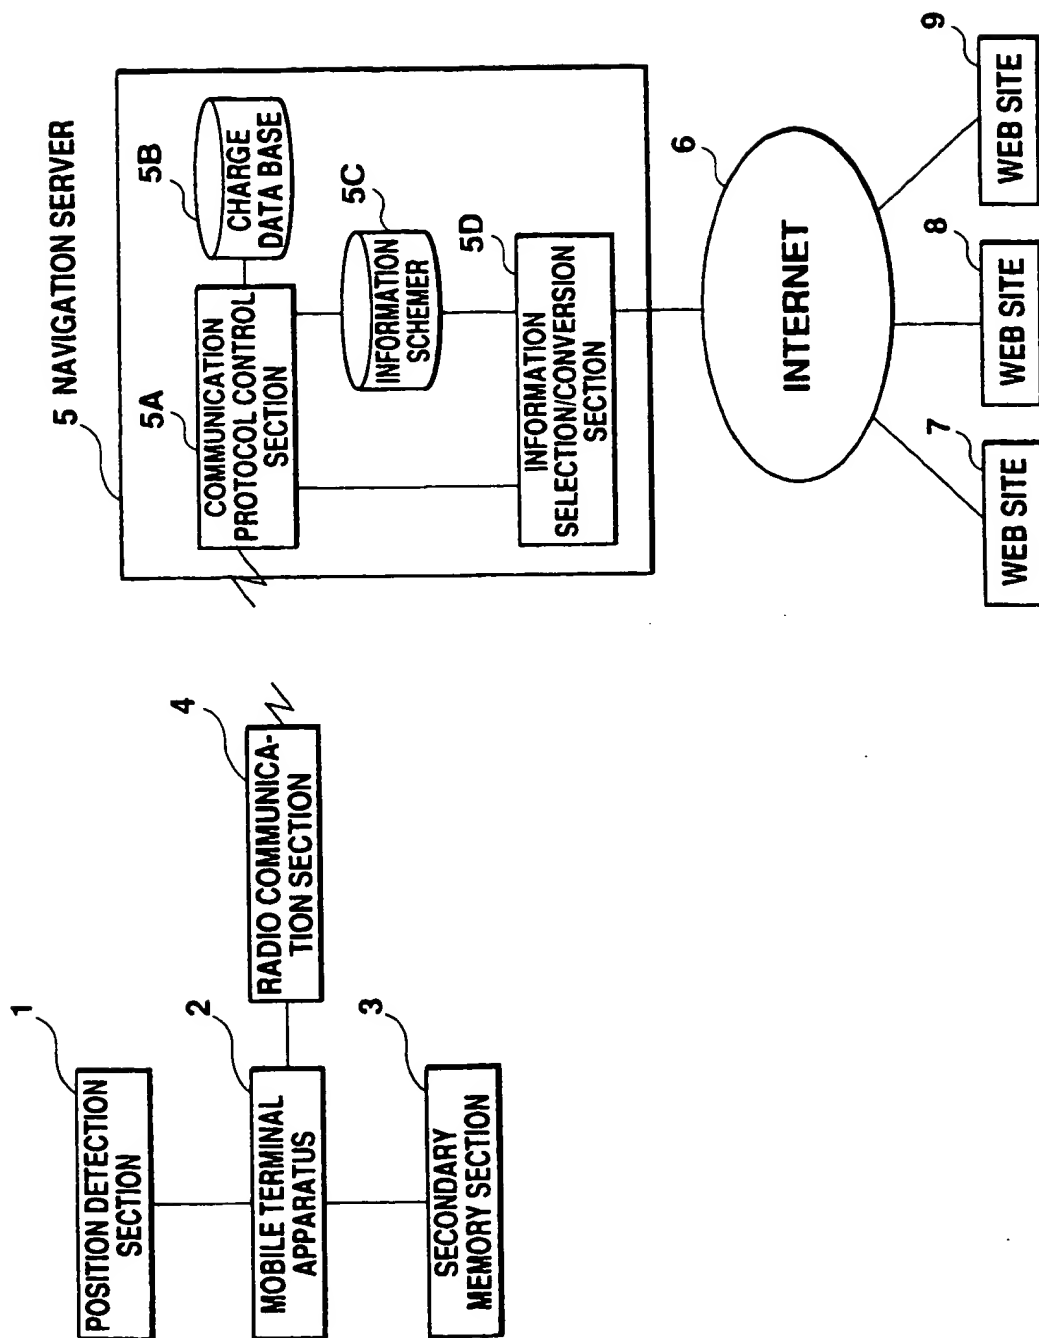 1
POSITION DETECTION
SECTION
2
MOBILE TERMINAL
APPARATUS
3
SECONDARY
MEMORY SECTION
4
RADIO COMMUNICA-
TION SECTION
5 NAVIGATION SERVER
5A
COMMUNICATION
PROTOCOL CONTROL
SECTION
5B
CHARGE
DATA BASE
5C
INFORMATION
SCHEMER
5D
INFORMATION
SELECTION/CONVERSION
SECTION
6
INTERNET
7
WEB SITE
8
WEB SITE
9
WEB SITE